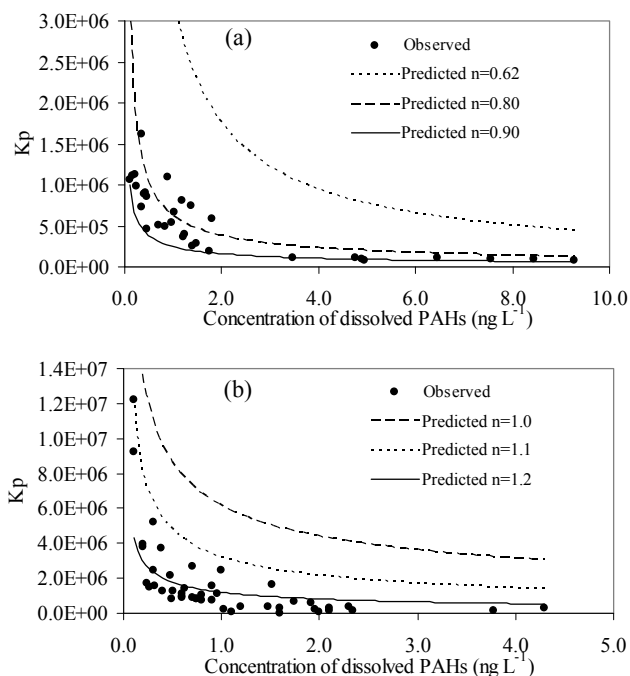 3.0E+06
2.5E+06
2.0E+06
1.5E+06
1.0E+06
5.0E+05
0.0E+00
Kp
(a)
Observed
Predicted n=0.62
Predicted n=0.80
Predicted n=0.90
0.0 2.0 4.0 6.0 8.0 10.0
Concentration of dissolved PAHs (ng L⁻¹)
1.4E+07
1.2E+07
1.0E+07
8.0E+06
6.0E+06
4.0E+06
2.0E+06
0.0E+00
Kp
(b)
Observed
Predicted n=1.0
Predicted n=1.1
Predicted n=1.2
0.0 1.0 2.0 3.0 4.0 5.0
Concentration of dissolved PAHs (ng L⁻¹)